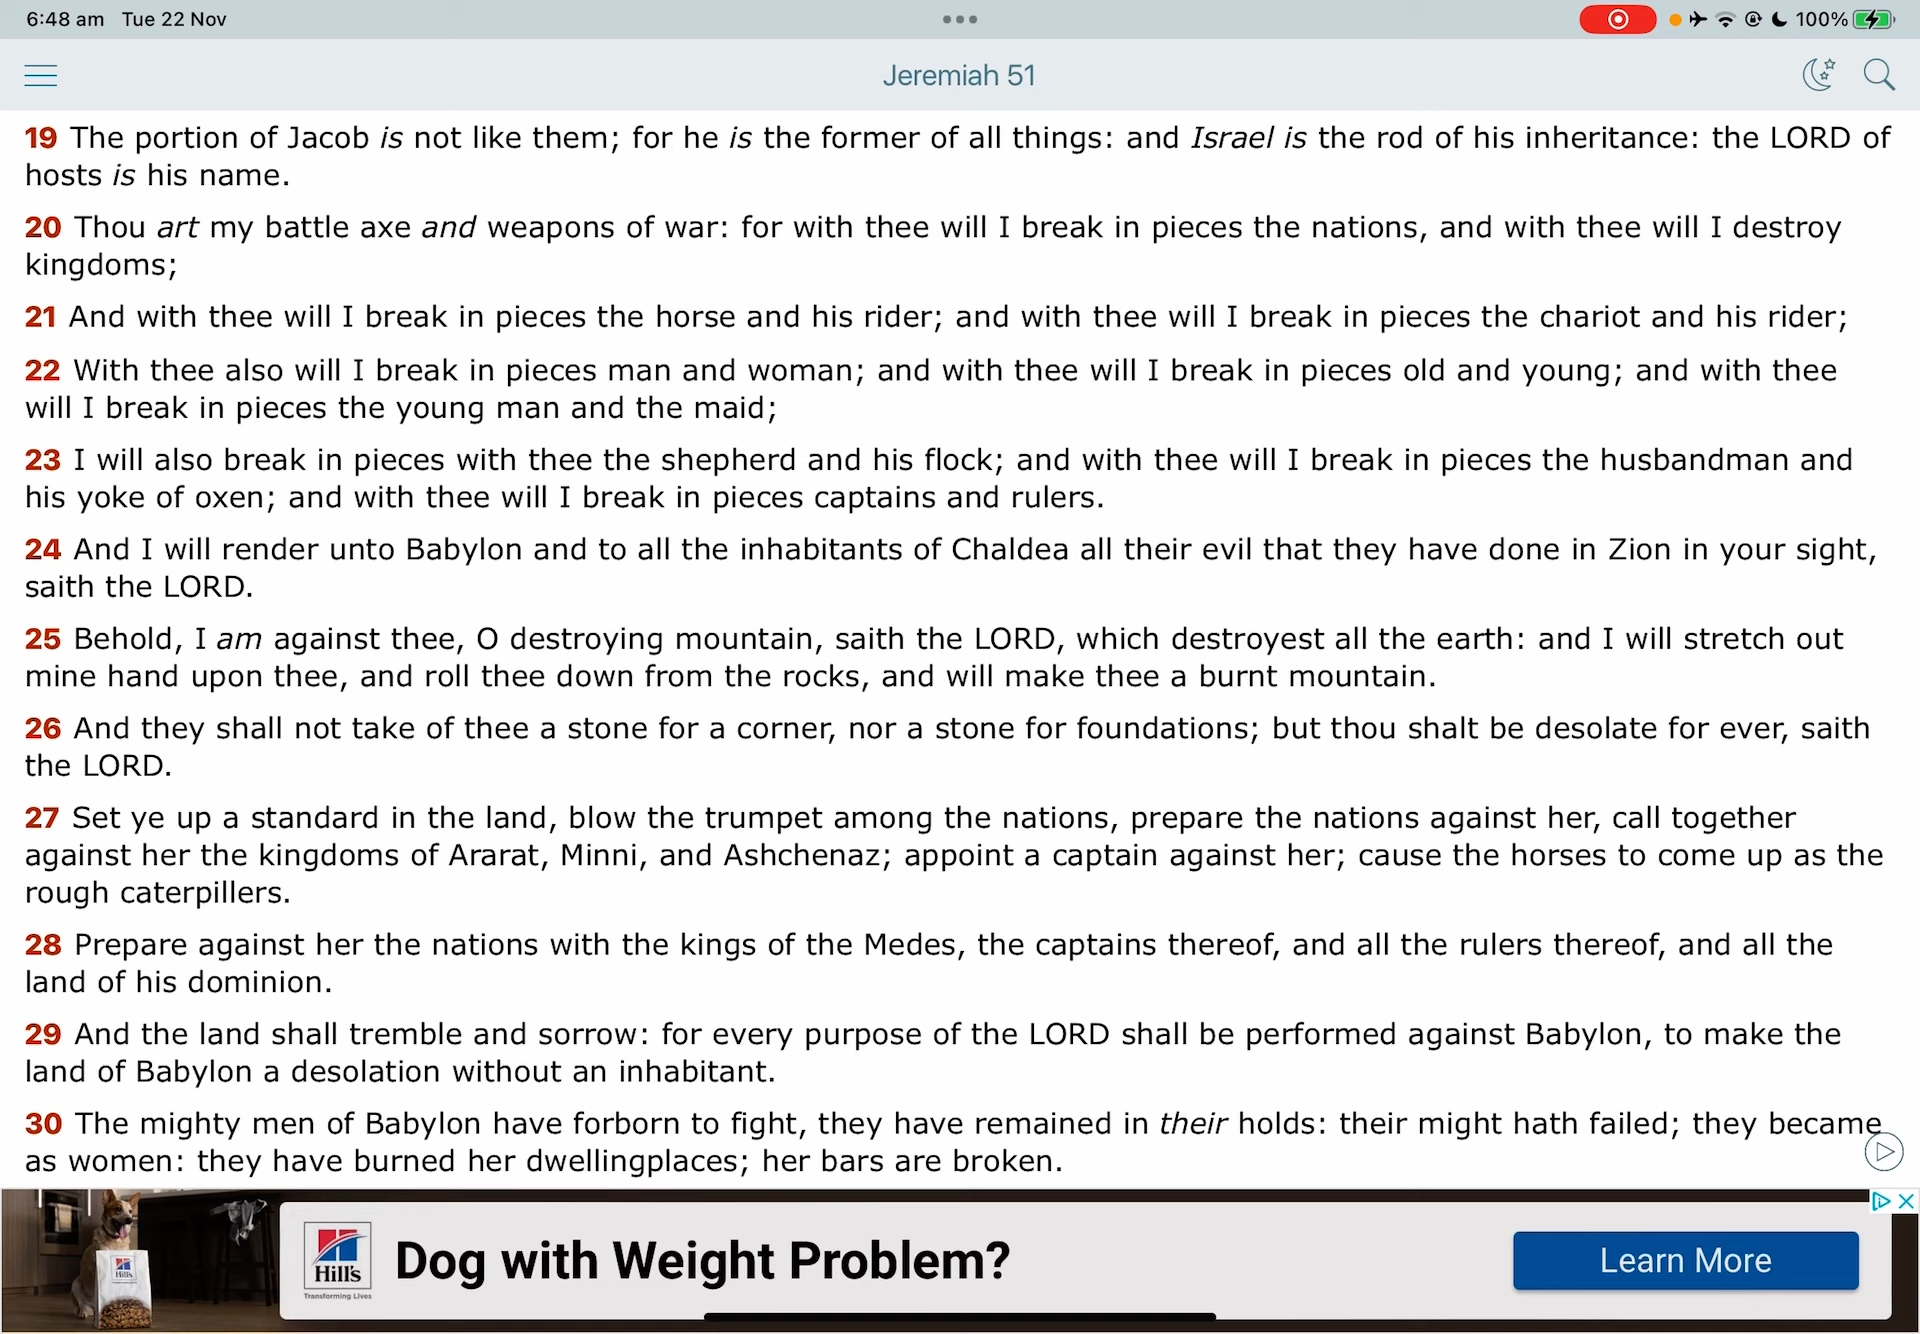 6:48 am Tue 22 Nov
100%
Jeremiah 51
19 The portion of Jacob is not like them; for he is the former of all things: and Israel is the rod of his inheritance: the LORD of
hosts is his name.
20 Thou art my battle axe and weapons of war: for with thee will I break in pieces the nations, and with thee will I destroy
kingdoms;
21 And with thee will I break in pieces the horse and his rider; and with thee will I break in pieces the chariot and his rider;
22 With thee also will I break in pieces man and woman; and with thee will I break in pieces old and young; and with thee
will I break in pieces the young man and the maid;
23 I will also break in pieces with thee the shepherd and his flock; and with thee will I break in pieces the husbandman and
his yoke of oxen; and with thee will I break in pieces captains and rulers.
24 And I will render unto Babylon and to all the inhabitants of Chaldea all their evil that they have done in Zion in your sight,
saith the LORD.
25 Behold, I am against thee, O destroying mountain, saith the LORD, which destroyest all the earth: and I will stretch out
mine hand upon thee, and roll thee down from the rocks, and will make thee a burnt mountain.
26 And they shall not take of thee a stone for a corner, nor a stone for foundations; but thou shalt be desolate for ever, saith
the LORD.
27 Set ye up a standard in the land, blow the trumpet among the nations, prepare the nations against her, call together
against her the kingdoms of Ararat, Minni, and Ashchenaz; appoint a captain against her; cause the horses to come up as the
rough caterpillers.
28 Prepare against her the nations with the kings of the Medes, the captains thereof, and all the rulers thereof, and all the
land of his dominion.
29 And the land shall tremble and sorrow: for every purpose of the LORD shall be performed against Babylon, to make the
land of Babylon a desolation without an inhabitant.
30 The mighty men of Babylon have forborn to fight, they have remained in their holds: their might hath failed; they became
as women: they have burned her dwellingplaces; her bars are broken.
Hill's
Hill's
Transforming Lives
Dog with Weight Problem?
Learn More